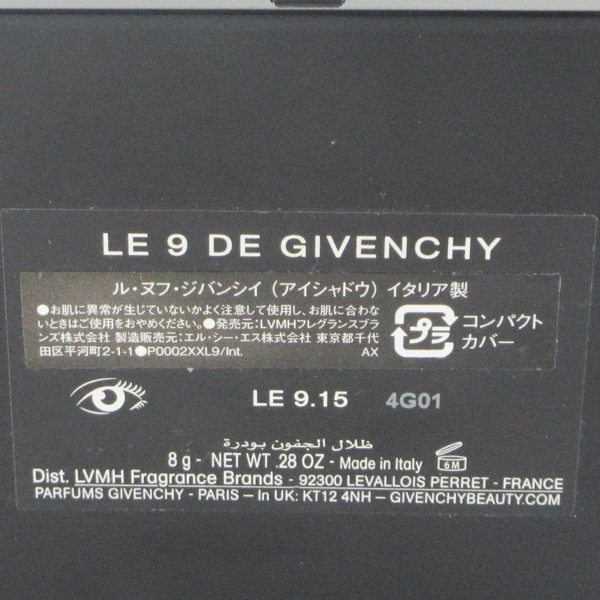 LE 9 DE GIVENCHY
ル・ヌフ・ジバンシイ（アイシャドウ）イタリア製
●お肌に異常が生じていないかよく注意して使用し、お肌に合わな
いときはご使用をおやめください。●発売元：LVMHフレグランスブラ
ンズ株式会社 製造販売元：エル・シー・エス株式会社 東京都千代
田区平河町2-1-1●P0002XXL9/Int. AX
プラ
コンパクト
カバー
LE 9.15 4G01
ظلال الجفون بودرة
8 g - NET WT .28 OZ - Made in Italy 6M
Dist. LVMH Fragrance Brands - 92300 LEVALLOIS PERRET - FRANCE
PARFUMS GIVENCHY - PARIS – In UK: KT12 4NH – GIVENCHYBEAUTY.COM